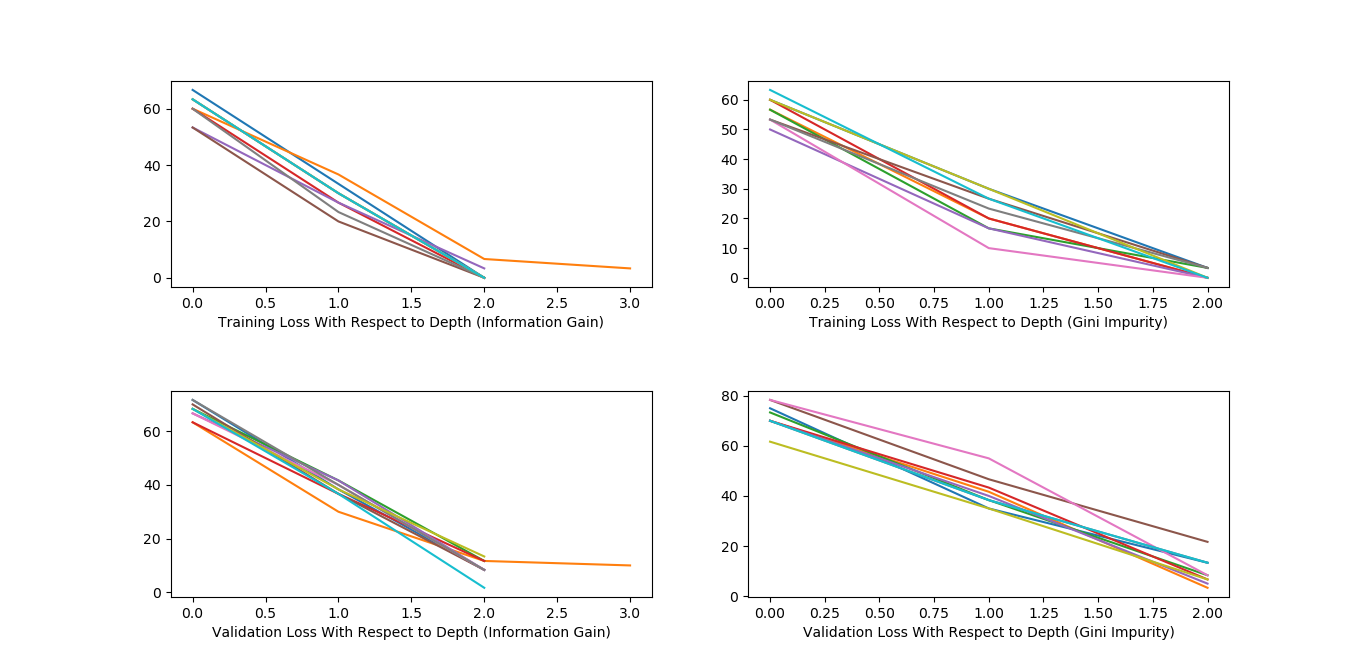 60
40
20
0
0.0 0.5 1.0 1.5 2.0 2.5 3.0
Training Loss With Respect to Depth (Information Gain)
60
50
40
30
20
10
0
0.00 0.25 0.50 0.75 1.00 1.25 1.50 1.75 2.00
Training Loss With Respect to Depth (Gini Impurity)
60
40
20
0
0.0 0.5 1.0 1.5 2.0 2.5 3.0
Validation Loss With Respect to Depth (Information Gain)
80
60
40
20
0
0.00 0.25 0.50 0.75 1.00 1.25 1.50 1.75 2.00
Validation Loss With Respect to Depth (Gini Impurity)